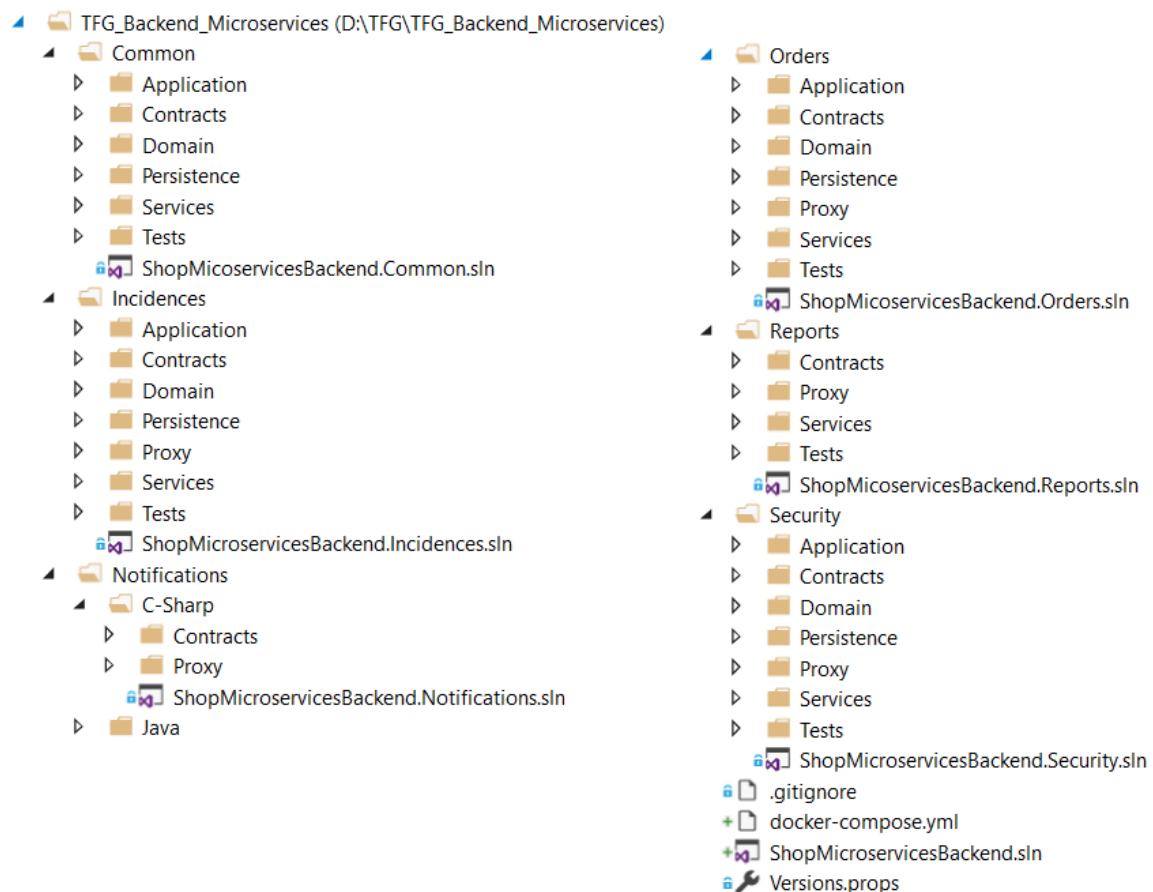 TFG_Backend_Microservices (D:\TFG\TFG_Backend_Microservices)
Common
Application
Contracts
Domain
Persistence
Services
Tests
ShopMicoservicesBackend.Common.sln
Incidences
Application
Contracts
Domain
Persistence
Proxy
Services
Tests
ShopMicroservicesBackend.Incidences.sln
Notifications
C-Sharp
Contracts
Proxy
ShopMicroservicesBackend.Notifications.sln
Java
Orders
Application
Contracts
Domain
Persistence
Proxy
Services
Tests
ShopMicoservicesBackend.Orders.sln
Reports
Contracts
Proxy
Services
Tests
ShopMicoservicesBackend.Reports.sln
Security
Application
Contracts
Domain
Persistence
Proxy
Services
Tests
ShopMicroservicesBackend.Security.sln
.gitignore
docker-compose.yml
ShopMicroservicesBackend.sln
Versions.props